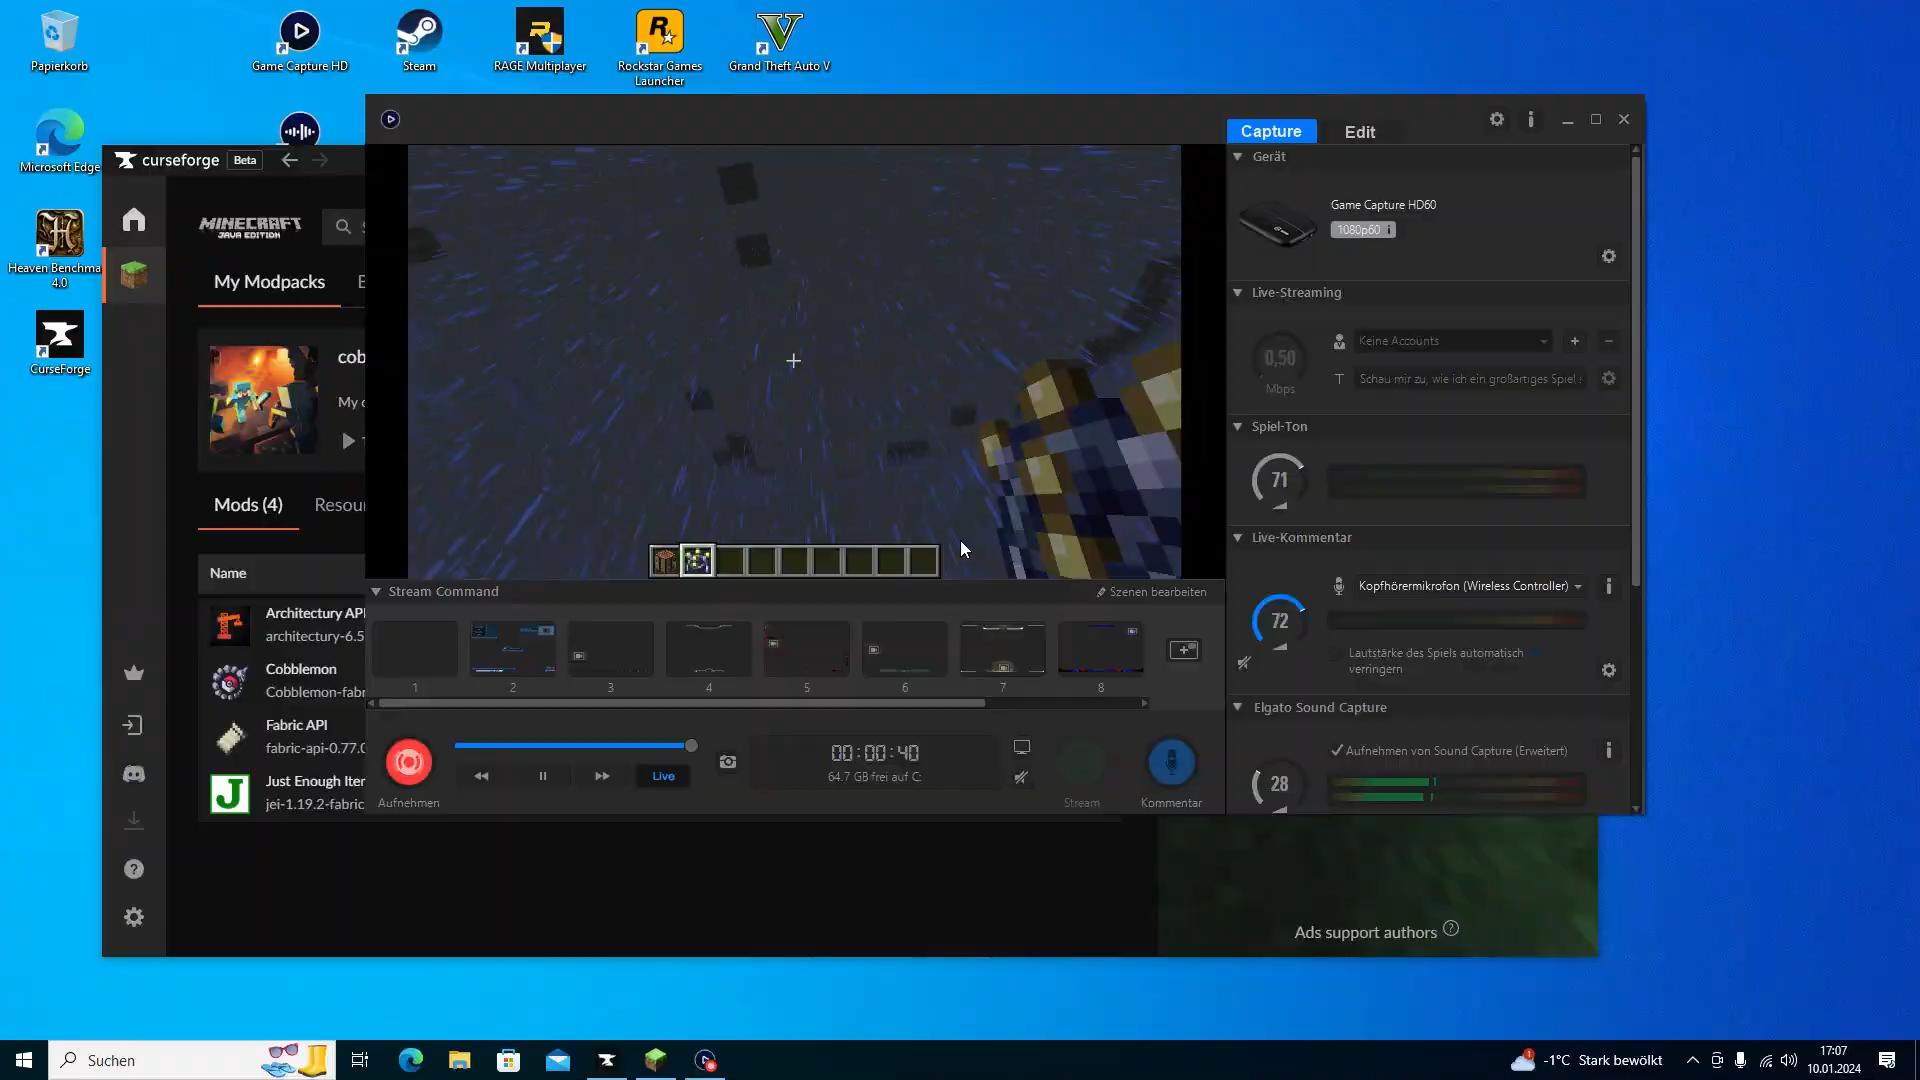 Papierkorb
Game Capture HD
Steam
RAGE Multiplayer
Rockstar Games
Launcher
Grand Theft Auto V
Microsoft Edge
Heaven Benchma
4.0
CurseForge
curseforge Beta
MINECRAFT
JAVA EDITION
My Modpacks
cob
My
Mods (4) Resou
Name
Architectury API
architectury-6.5
Cobblemon
Cobblemon-fabr
Fabric API
fabric-api-0.77.0
Just Enough Iter
jei-1.19.2-fabric
Ads support authors
Capture Edit
Gerät
Game Capture HD60
1080p60 i
Live-Streaming
0,50
Mbps
Keine Accounts
Schau mir zu, wie ich ein großartiges Spiel
Spiel-Ton
71
Live-Kommentar
Kopfhörermikrofon (Wireless Controller)
72
Lautstärke des Spiels automatisch
verringern
Elgato Sound Capture
Aufnehmen von Sound Capture (Erweitert)
28
Stream Command
Szenen bearbeiten
1 2 3 4 5 6 7 8
Aufnehmen
Live
00:00:40
64.7 GB frei auf C:
Stream
Kommentar
Suchen
-1°C Stark bewölkt
17:07
10.01.2024